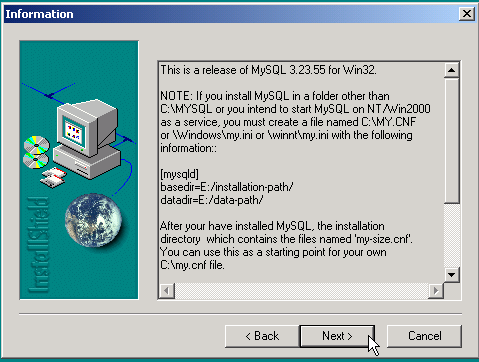 Information
This is a release of MySQL 3.23.55 for Win32.
NOTE: If you install MySQL in a folder other than
C:\MYSQL or you intend to start MySQL on NT/Win2000
as a service, you must create a file named C:\MY.CNF
or \Windows\my.ini or \winnt\my.ini with the following
information::
[mysqld]
basedir=E:/installation-path/
datadir=E:/data-path/
After your have installed MySQL, the installation
directory which contains the files named 'my-size.cnf'.
You can use this as a starting point for your own
C:\my.cnf file.
InstallShield
< Back
Next >
Cancel